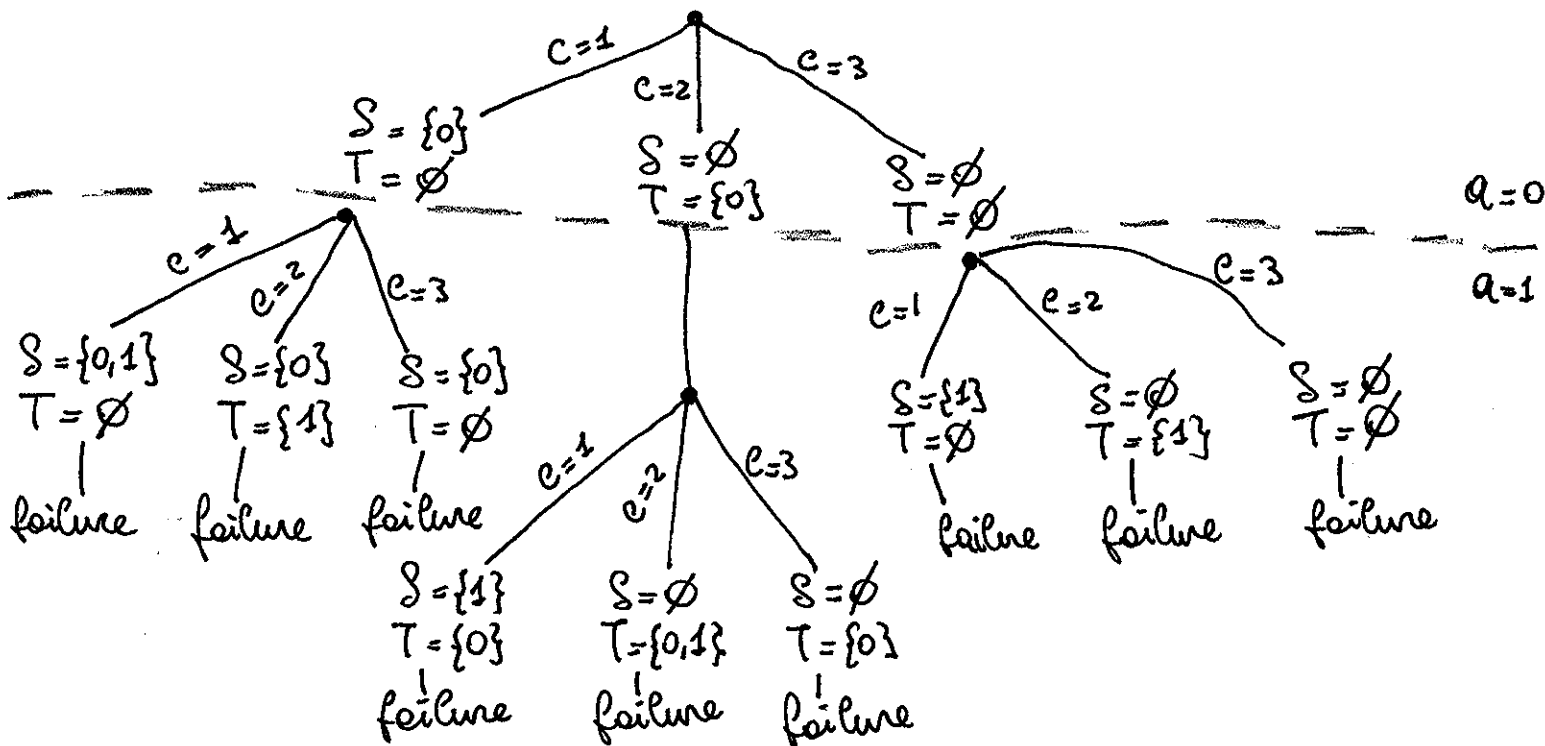 C=1
C=2
C=3
S = {0}
T = ∅
S = ∅
T = {0}
S = ∅
T = ∅
a=0
a=1
C=1
C=2
C=3
C=1
C=2
C=3
S = {0,1}
T = ∅
failure
S = {0}
T = {1}
failure
S = {0}
T = ∅
failure
S = {1}
T = ∅
failure
S = ∅
T = {1}
failure
S = ∅
T = ∅
failure
C=1
C=2
C=3
S = {1}
T = {0}
failure
S = ∅
T = {0,1}
failure
S = ∅
T = {0}
failure